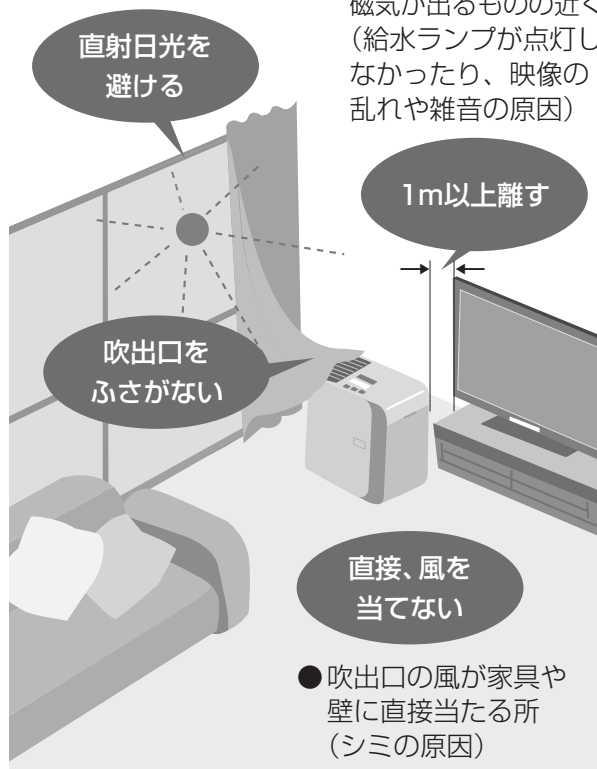 磁気が出るものの近く
（給水ランプが点灯し
なかったり、映像の
乱れや雑音の原因）
直射日光を
避ける
1m以上離す
吹出口を
ふさがない
直接、風を
当てない
●吹出口の風が家具や
壁に直接当たる所
（シミの原因）